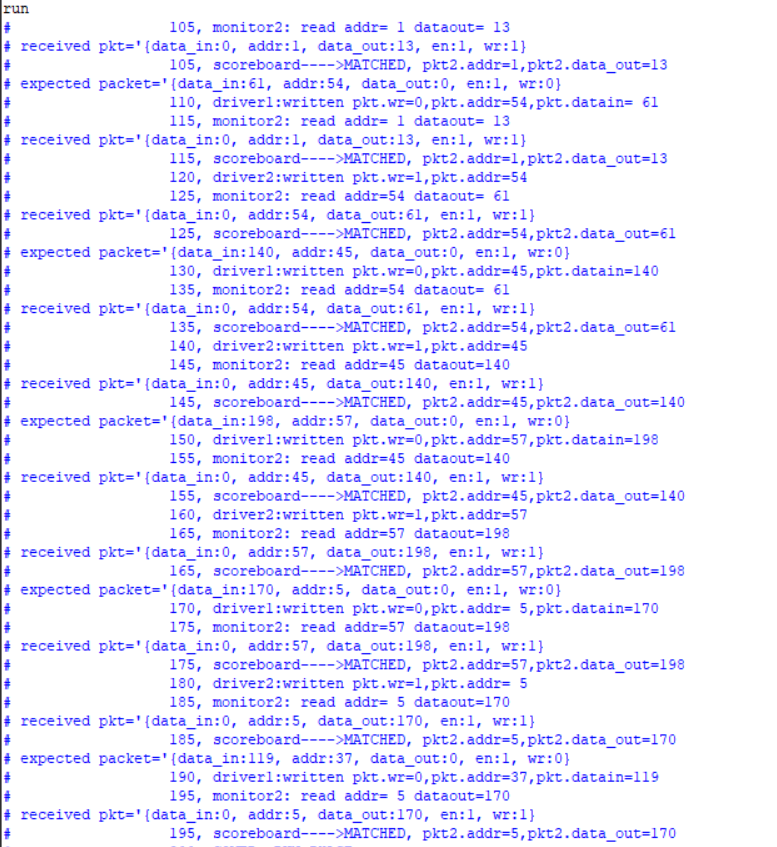 run
# 105, monitor2: read addr= 1 dataout= 13
# received pkt='{data_in:0, addr:1, data_out:13, en:1, wr:1}
# 105, scoreboard---->MATCHED, pkt2.addr=1,pkt2.data_out=13
# expected packet='{data_in:61, addr:54, data_out:0, en:1, wr:0}
# 110, driver1:written pkt.wr=0,pkt.addr=54,pkt.datain= 61
# 115, monitor2: read addr= 1 dataout= 13
# received pkt='{data_in:0, addr:1, data_out:13, en:1, wr:1}
# 115, scoreboard---->MATCHED, pkt2.addr=1,pkt2.data_out=13
# 120, driver2:written pkt.wr=1,pkt.addr=54
# 125, monitor2: read addr=54 dataout= 61
# received pkt='{data_in:0, addr:54, data_out:61, en:1, wr:1}
# 125, scoreboard---->MATCHED, pkt2.addr=54,pkt2.data_out=61
# expected packet='{data_in:140, addr:45, data_out:0, en:1, wr:0}
# 130, driver1:written pkt.wr=0,pkt.addr=45,pkt.datain=140
# 135, monitor2: read addr=54 dataout= 61
# received pkt='{data_in:0, addr:54, data_out:61, en:1, wr:1}
# 135, scoreboard---->MATCHED, pkt2.addr=54,pkt2.data_out=61
# 140, driver2:written pkt.wr=1,pkt.addr=45
# 145, monitor2: read addr=45 dataout=140
# received pkt='{data_in:0, addr:45, data_out:140, en:1, wr:1}
# 145, scoreboard---->MATCHED, pkt2.addr=45,pkt2.data_out=140
# expected packet='{data_in:198, addr:57, data_out:0, en:1, wr:0}
# 150, driver1:written pkt.wr=0,pkt.addr=57,pkt.datain=198
# 155, monitor2: read addr=45 dataout=140
# received pkt='{data_in:0, addr:45, data_out:140, en:1, wr:1}
# 155, scoreboard---->MATCHED, pkt2.addr=45,pkt2.data_out=140
# 160, driver2:written pkt.wr=1,pkt.addr=57
# 165, monitor2: read addr=57 dataout=198
# received pkt='{data_in:0, addr:57, data_out:198, en:1, wr:1}
# 165, scoreboard---->MATCHED, pkt2.addr=57,pkt2.data_out=198
# expected packet='{data_in:170, addr:5, data_out:0, en:1, wr:0}
# 170, driver1:written pkt.wr=0,pkt.addr= 5,pkt.datain=170
# 175, monitor2: read addr=57 dataout=198
# received pkt='{data_in:0, addr:57, data_out:198, en:1, wr:1}
# 175, scoreboard---->MATCHED, pkt2.addr=57,pkt2.data_out=198
# 180, driver2:written pkt.wr=1,pkt.addr= 5
# 185, monitor2: read addr= 5 dataout=170
# received pkt='{data_in:0, addr:5, data_out:170, en:1, wr:1}
# 185, scoreboard---->MATCHED, pkt2.addr=5,pkt2.data_out=170
# expected packet='{data_in:119, addr:37, data_out:0, en:1, wr:0}
# 190, driver1:written pkt.wr=0,pkt.addr=37,pkt.datain=119
# 195, monitor2: read addr= 5 dataout=170
# received pkt='{data_in:0, addr:5, data_out:170, en:1, wr:1}
# 195, scoreboard---->MATCHED, pkt2.addr=5,pkt2.data_out=170